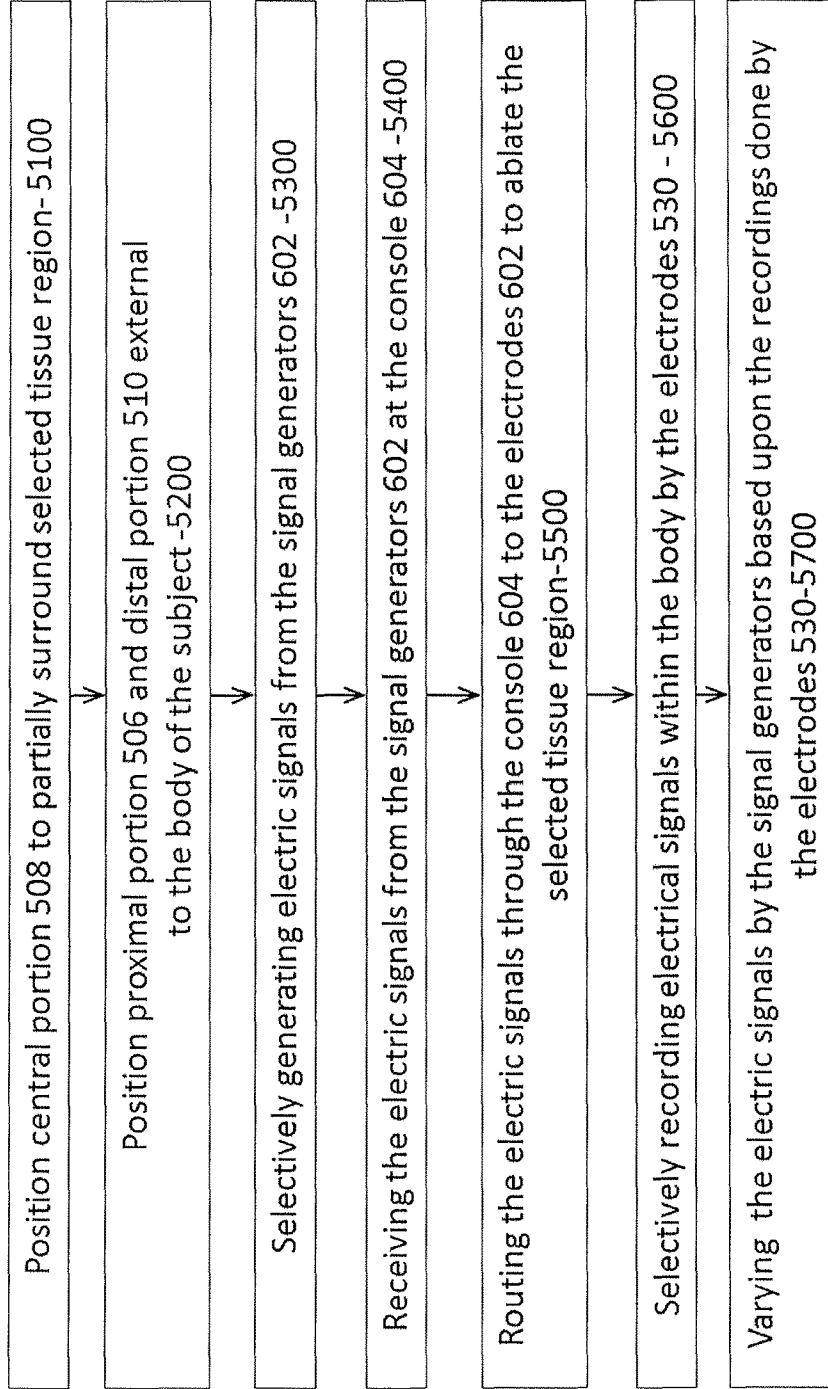 Position central portion 508 to partially surround selected tissue region- 5100
Position proximal portion 506 and distal portion 510 external
to the body of the subject -5200
Selectively generating electric signals from the signal generators 602 -5300
Receiving the electric signals from the signal generators 602 at the console 604 -5400
Routing the electric signals through the console 604 to the electrodes 602 to ablate the
selected tissue region-5500
Selectively recording electrical signals within the body by the electrodes 530 - 5600
Varying the electric signals by the signal generators based upon the recordings done by
the electrodes 530-5700